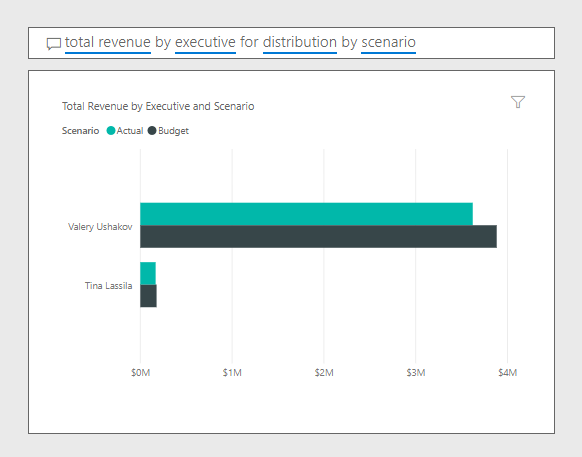 total revenue by executive for distribution by scenario
Total Revenue by Executive and Scenario
Scenario Actual Budget
Valery Ushakov
Tina Lassila
$0M $1M $2M $3M $4M